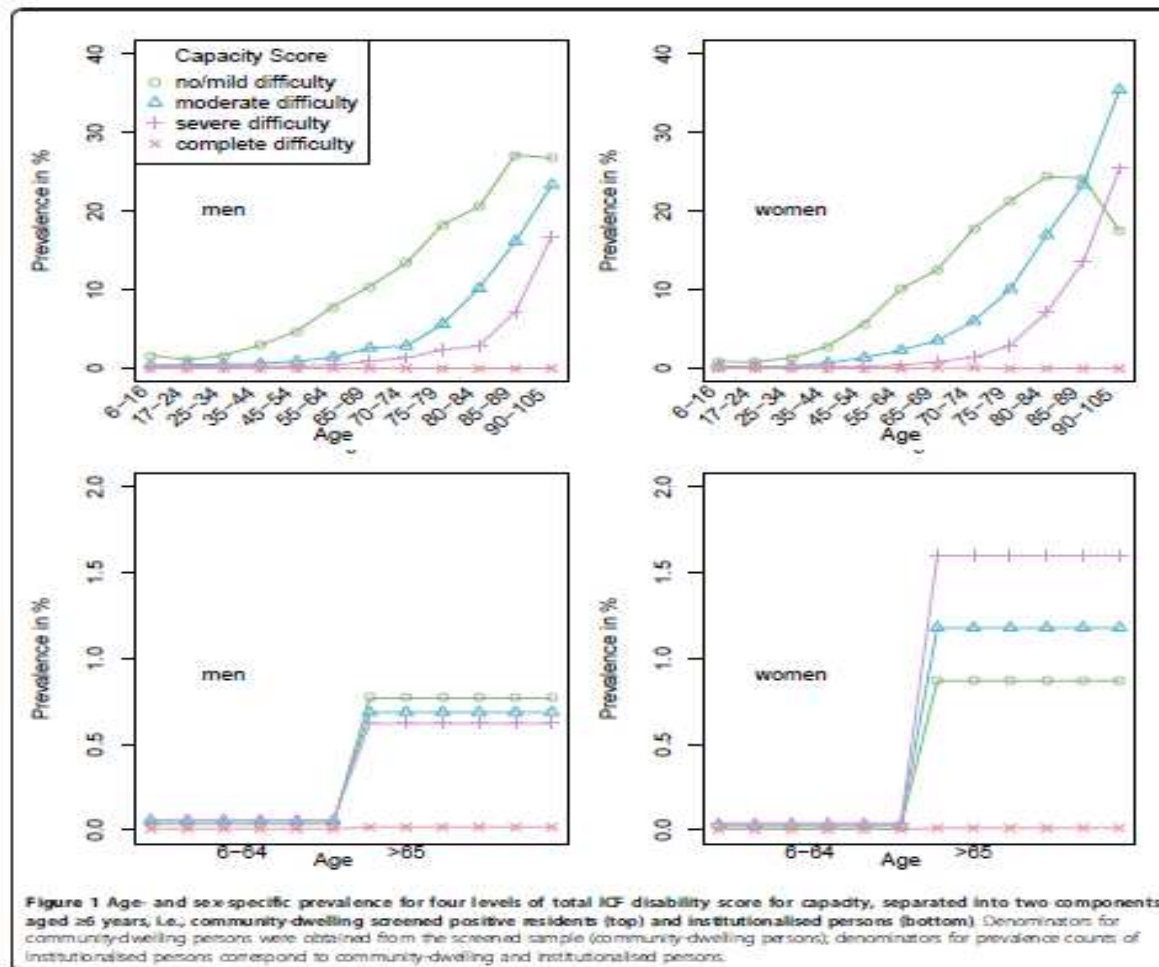 Capacity Score
no/mild difficulty
moderate difficulty
severe difficulty
complete difficulty
Prevalence in %
0 10 20 30 40
men
6–16 17–24 25–34 35–44 45–54 55–64 65–69 70–74 75–79 80–84 85–89 90–105
Age
Prevalence in %
0 10 20 30 40
women
6–16 17–24 25–34 35–44 45–54 55–64 65–69 70–74 75–79 80–84 85–89 90–105
Age
Prevalence in %
0.0 0.5 1.0 1.5 2.0
men
6–64 >65
Age
Prevalence in %
0.0 0.5 1.0 1.5 2.0
women
6–64 >65
Age
Figure 1 Age- and sex-specific prevalence for four levels of total ICF disability score for capacity, separated into two components
aged ≥6 years, i.e., community-dwelling screened positive residents (top) and institutionalised persons (bottom) Denominators for
community-dwelling persons were obtained from the screened sample (community-dwelling persons); denominators for prevalence counts of
institutionalised persons correspond to community-dwelling and institutionalised persons.